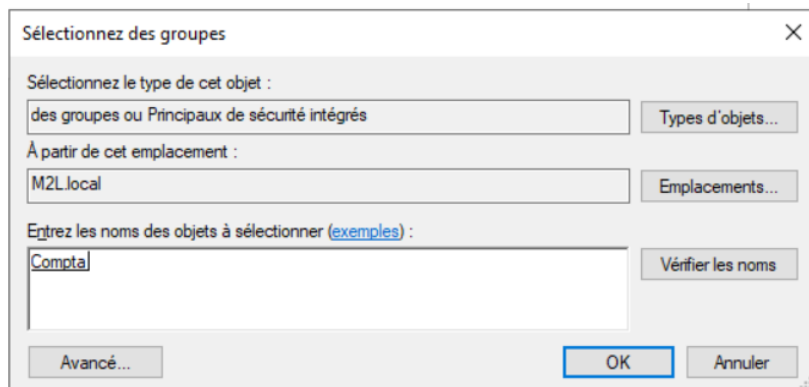 Sélectionnez des groupes
Sélectionnez le type de cet objet :
des groupes ou Principaux de sécurité intégrés
Types d'objets...
À partir de cet emplacement :
M2L.local
Emplacements...
Entrez les noms des objets à sélectionner (exemples) :
Compta
Vérifier les noms
Avancé...
OK
Annuler